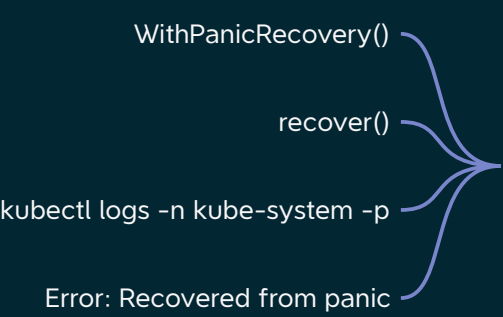 WithPanicRecovery()
recover()
kubectl logs -n kube-system -p
Error: Recovered from panic